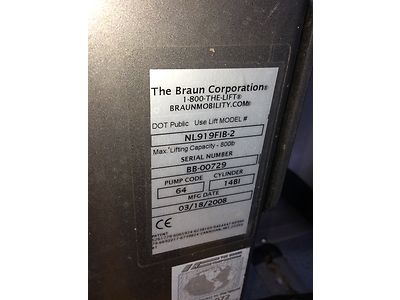 The Braun Corporation®
1-800-THE-LIFT®
BRAUNMOBILITY.COM®
DOT Public Use Lift MODEL #
NL919FIB-2
Max. Lifting Capacity - 800lb
SERIAL NUMBER
BB-00729
PUMP CODE CYLINDER
64 14BI
MFG DATE
03/18/2008
CE